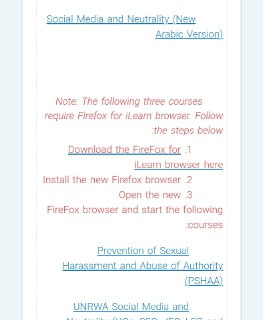 Social Media and Neutrality (New
Arabic Version)
Note: The following three courses
require Firefox for iLearn browser. Follow
the steps below:
1. Download the FireFox for
iLearn browser here
2. Install the new Firefox browser
3. Open the new
FireFox browser and start the following
courses:
Prevention of Sexual
Harassment and Abuse of Authority
(PSHAA)
UNRWA Social Media and